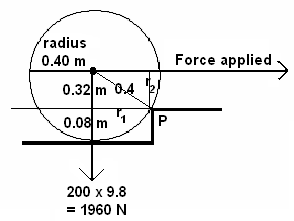 radius
0.40 m
Force applied
0.32 m 0.4 r2
r1 P
0.08 m
200 x 9.8
= 1960 N